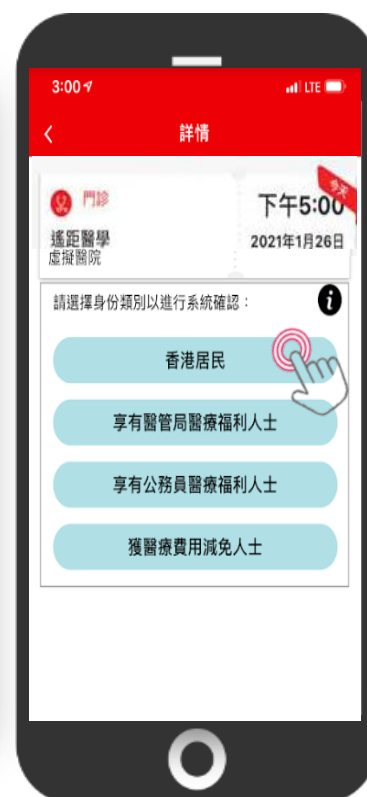 3:00 LTE
詳情
今天
門診
下午5:00
遙距醫學
2021年1月26日
虛擬醫院
請選擇身份類別以進行系統確認：
香港居民
享有醫管局醫療福利人士
享有公務員醫療福利人士
獲醫療費用減免人士